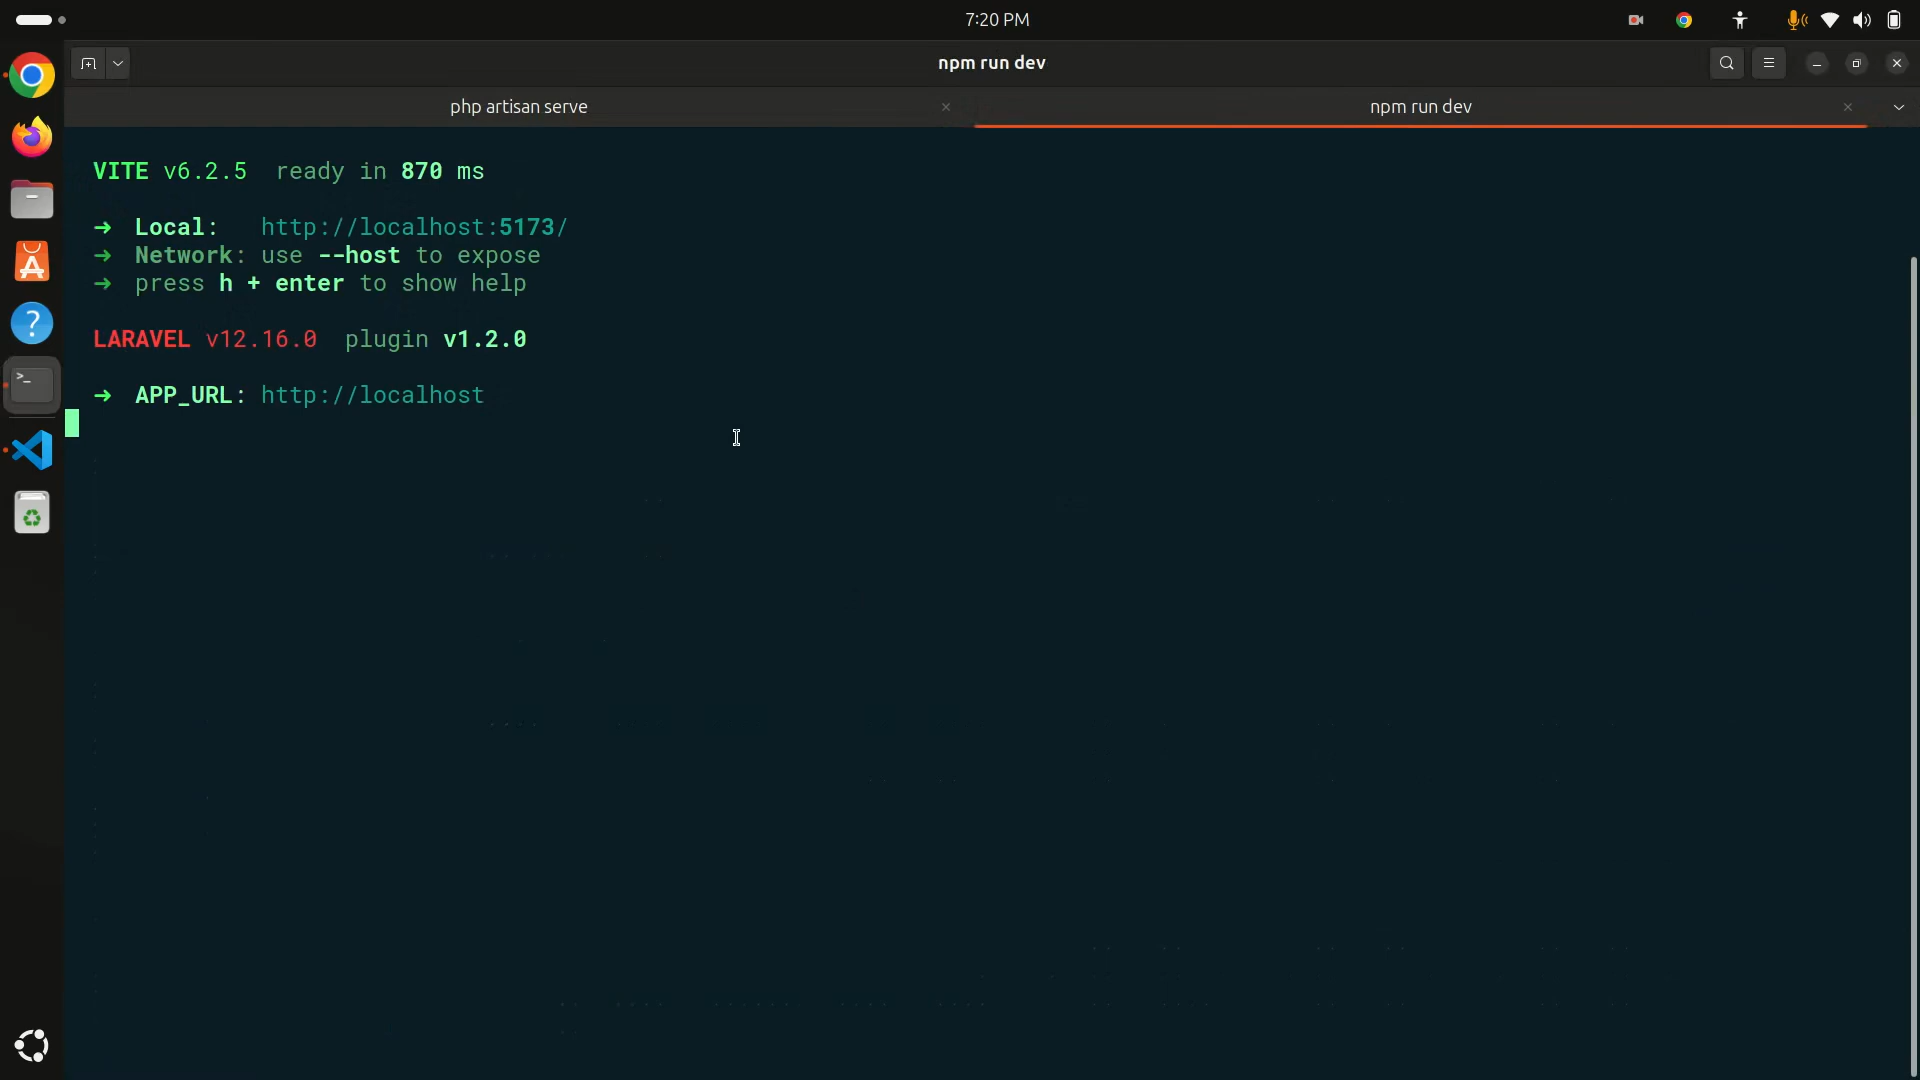 7:20 PM
npm run dev
php artisan serve
npm run dev
VITE v6.2.5 ready in 870 ms
➜ Local: http://localhost:5173/
➜ Network: use --host to expose
➜ press h + enter to show help
LARAVEL v12.16.0 plugin v1.2.0
➜ APP_URL: http://localhost